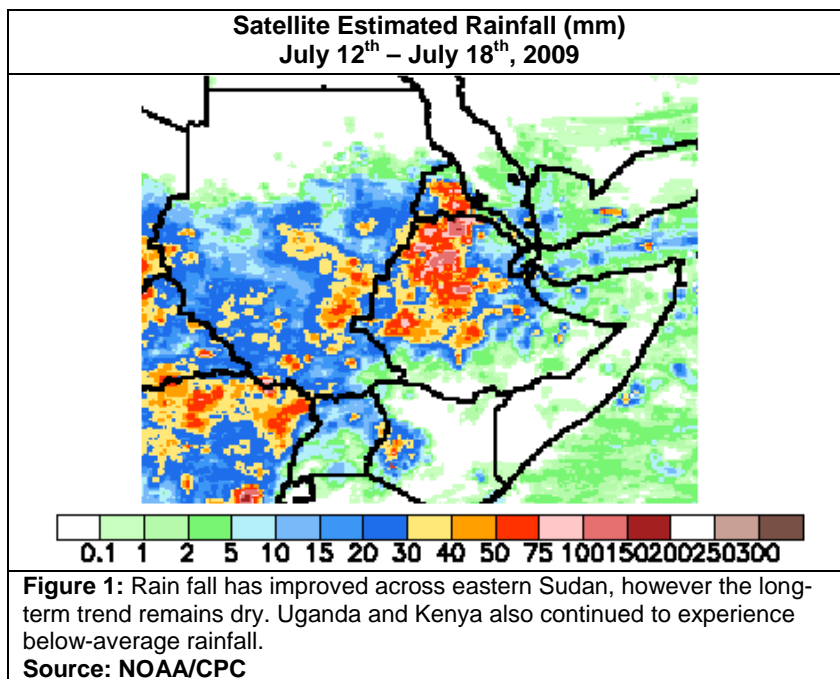 Satellite Estimated Rainfall (mm)
July 12th – July 18th, 2009
0.1 1 2 5 10 15 20 30 40 50 75 100150200250300
Figure 1: Rain fall has improved across eastern Sudan, however the long-
term trend remains dry. Uganda and Kenya also continued to experience
below-average rainfall.
Source: NOAA/CPC